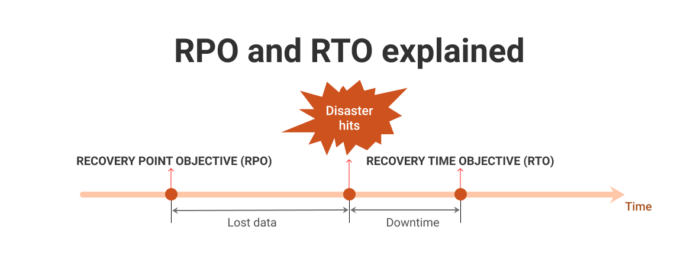 RPO and RTO explained
Disaster
hits
RECOVERY POINT OBJECTIVE (RPO)
RECOVERY TIME OBJECTIVE (RTO)
Time
Lost data
Downtime